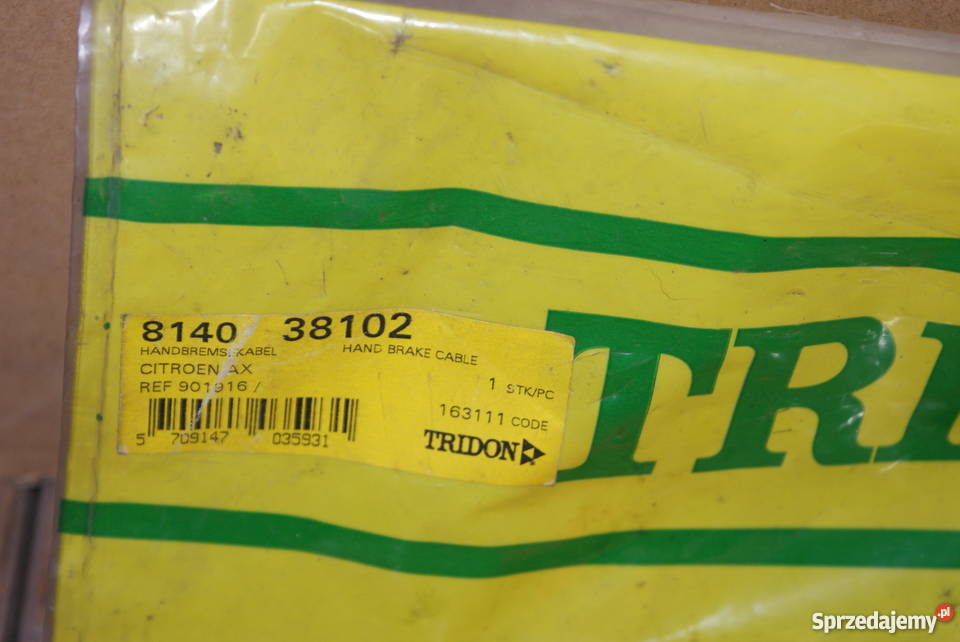 8140 38102
HANDBREMSEKABEL HAND BRAKE CABLE
CITROEN AX
REF 901916 /
1 STK/PC
163111 CODE
5 709147 035931
TRIDON
TRI
Sprzedajemy.pl